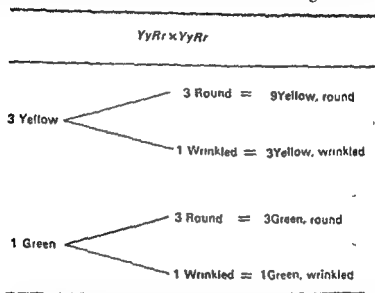 YyRr×YyRr
3 Round = 9Yellow, round
3 Yellow
1 Wrinkled = 3Yellow, wrinkled
3 Round = 3Green, round
1 Green
1 Wrinkled = 1Green, wrinkled